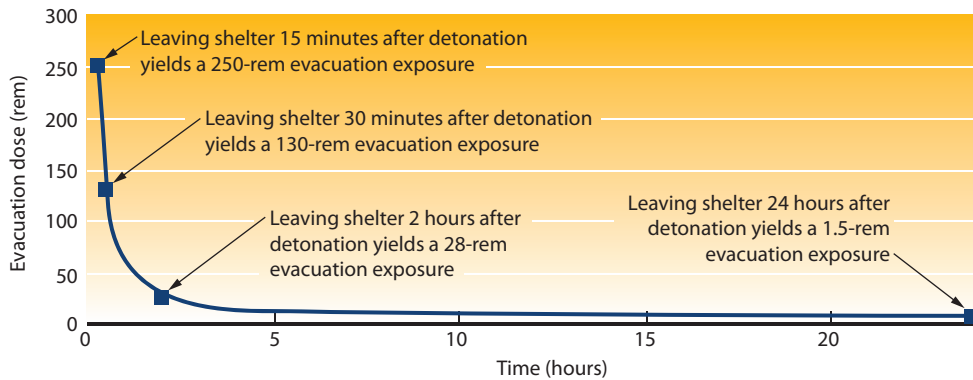 300
250
200
150
100
50
0
Evacuation dose (rem)
Leaving shelter 15 minutes after detonation
yields a 250-rem evacuation exposure
Leaving shelter 30 minutes after detonation
yields a 130-rem evacuation exposure
Leaving shelter 2 hours after
detonation yields a 28-rem
evacuation exposure
Leaving shelter 24 hours after
detonation yields a 1.5-rem
evacuation exposure
0 5 10 15 20
Time (hours)